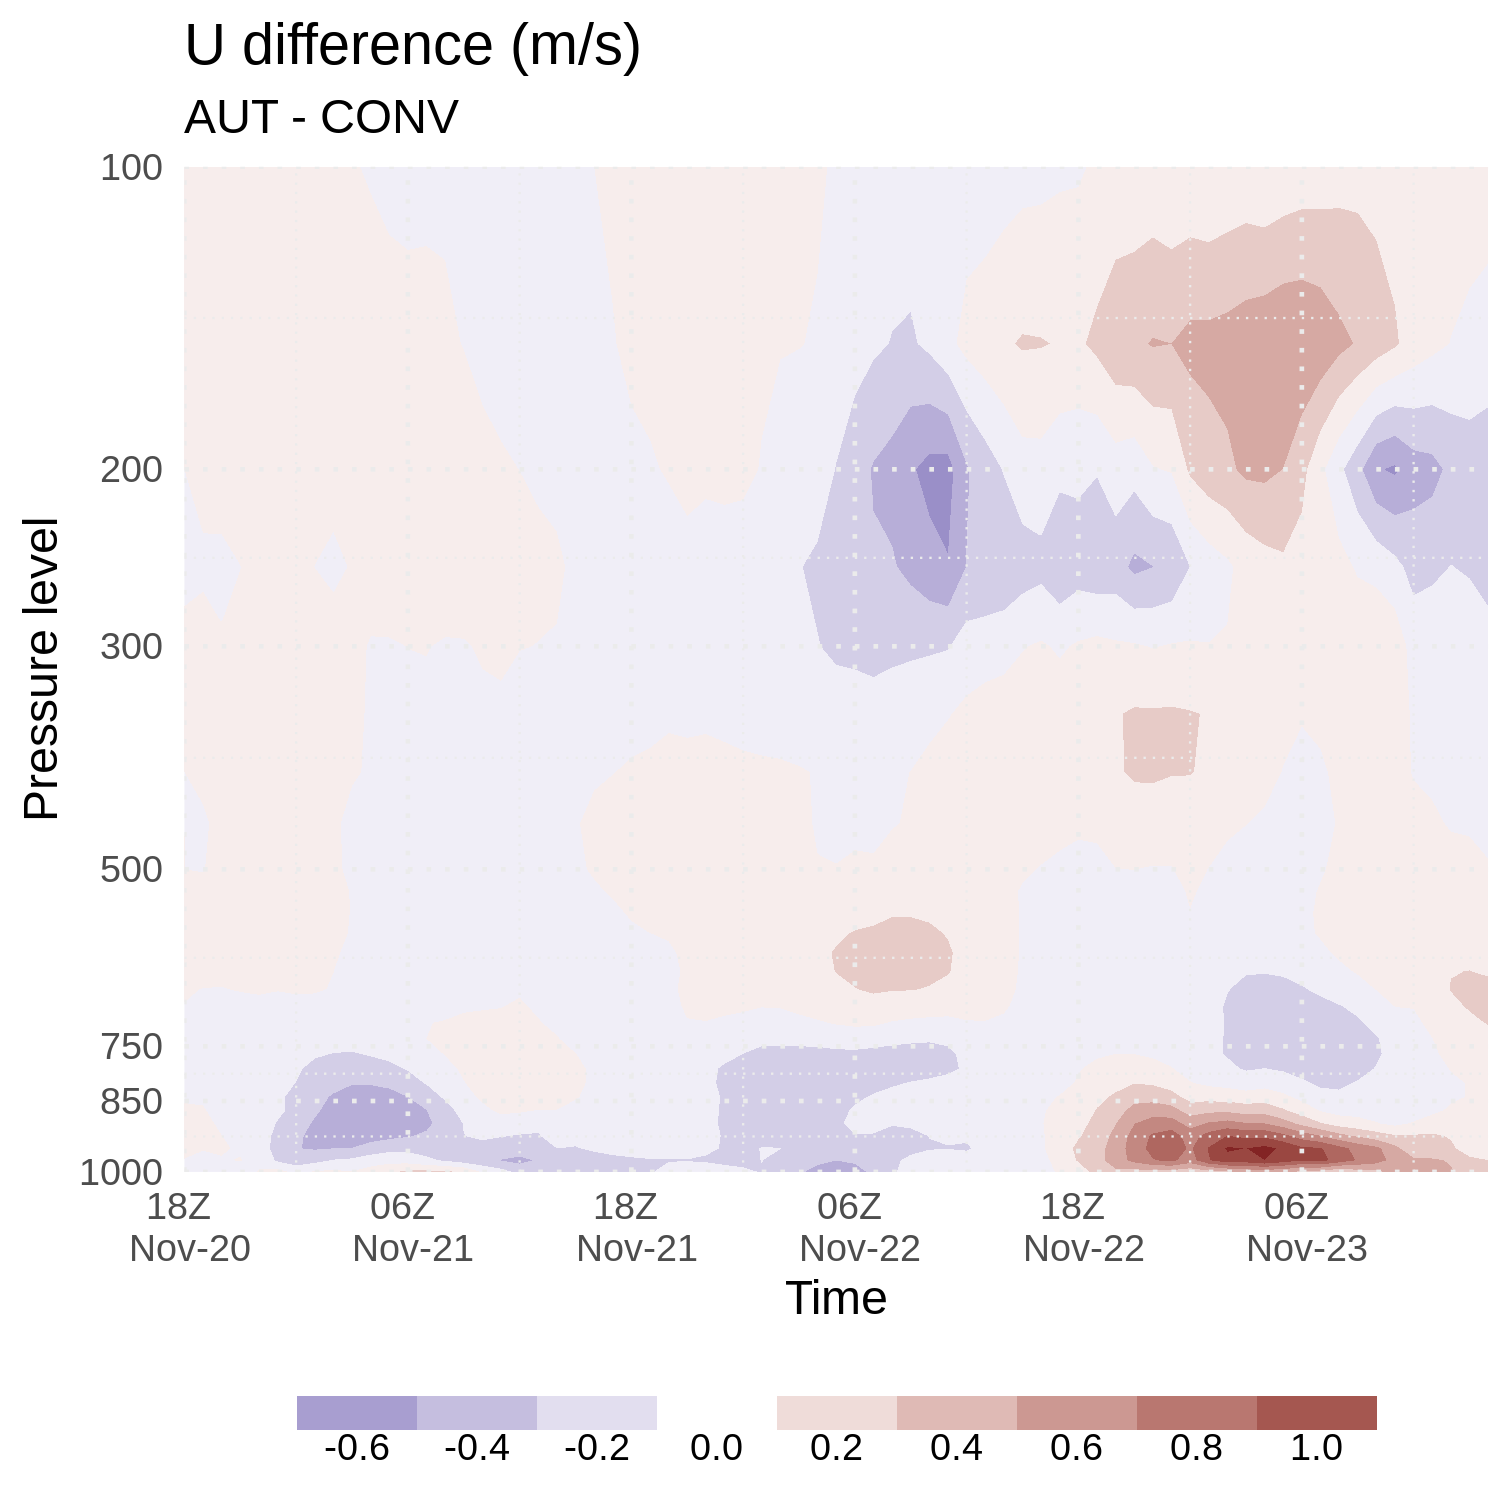 U difference (m/s)
AUT - CONV
100
200
300
500
750
850
1000
Pressure level
18Z 06Z 18Z 06Z 18Z 06Z
Nov-20 Nov-21 Nov-21 Nov-22 Nov-22 Nov-23
Time
-0.6 -0.4 -0.2 0.0 0.2 0.4 0.6 0.8 1.0